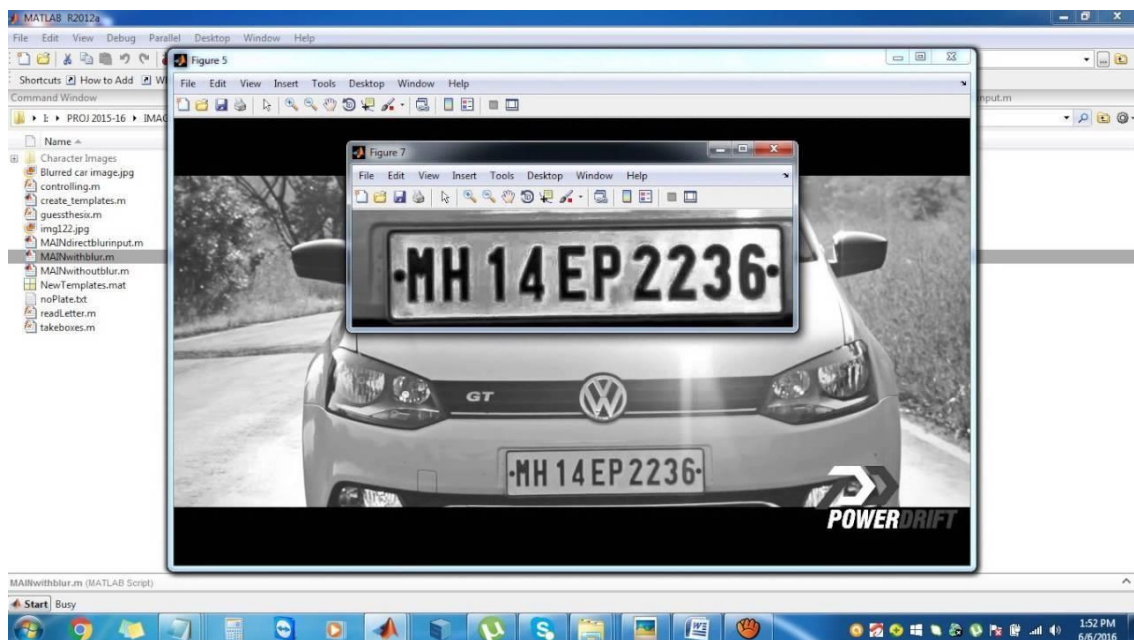 MATLAB R2012a
File Edit View Debug Parallel Desktop Window Help
Shortcuts How to Add
Command Window
nput.m
I: PROJ 2015-16
Name
Character Images
Blurred car image.jpg
controlling.m
create_templates.m
guessthesix.m
img122.jpg
MAINdirectblurinput.m
MAINwithblur.m
MAINwithoutblur.m
NewTemplates.mat
noPlate.txt
readLetter.m
takeboxes.m
Figure 5
File Edit View Insert Tools Desktop Window Help
Figure 7
File Edit View Insert Tools Desktop Window Help
MH 14 EP 2236
GT
MH 14 EP 2236
POWERDRIFT
MAINwithblur.m (MATLAB Script)
Start Busy
1:52 PM
6/6/2016